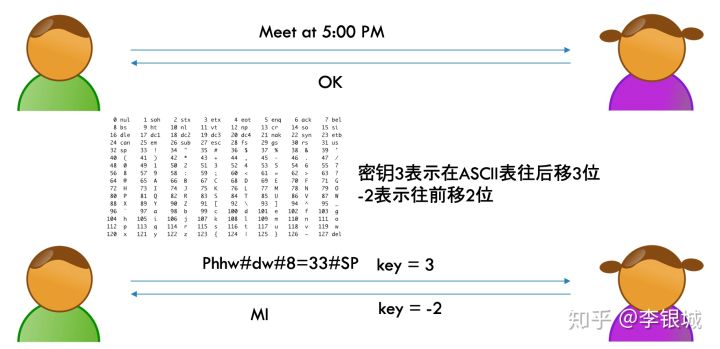 Meet at 5:00 PM
OK
0 nul 1 soh 2 stx 3 etx 4 eot 5 enq 6 ack 7 bel
8 bs 9 ht 10 nl 11 vt 12 np 13 cr 14 so 15 si
16 dle 17 dc1 18 dc2 19 dc3 20 dc4 21 nak 22 syn 23 etb
24 can 25 em 26 sub 27 esc 28 fs 29 gs 30 rs 31 us
32 sp 33 ! 34 " 35 # 36 $ 37 % 38 & 39 '
40 ( 41 ) 42 * 43 + 44 , 45 - 46 . 47 /
48 0 49 1 50 2 51 3 52 4 53 5 54 6 55 7
56 8 57 9 58 : 59 ; 60 < 61 = 62 > 63 ?
64 @ 65 A 66 B 67 C 68 D 69 E 70 F 71 G
72 H 73 I 74 J 75 K 76 L 77 M 78 N 79 O
80 P 81 Q 82 R 83 S 84 T 85 U 86 V 87 W
88 X 89 Y 90 Z 91 [ 92 \ 93 ] 94 ^ 95 _
96 ` 97 a 98 b 99 c 100 d 101 e 102 f 103 g
104 h 105 i 106 j 107 k 108 l 109 m 110 n 111 o
112 p 113 q 114 r 115 s 116 t 117 u 118 v 119 w
120 x 121 y 122 z 123 { 124 | 125 } 126 ~ 127 del
密钥3表示在ASCII表往后移3位
-2表示往前移2位
Phhw#dw#8=33#SP key = 3
MI key = -2
知乎 @李银城